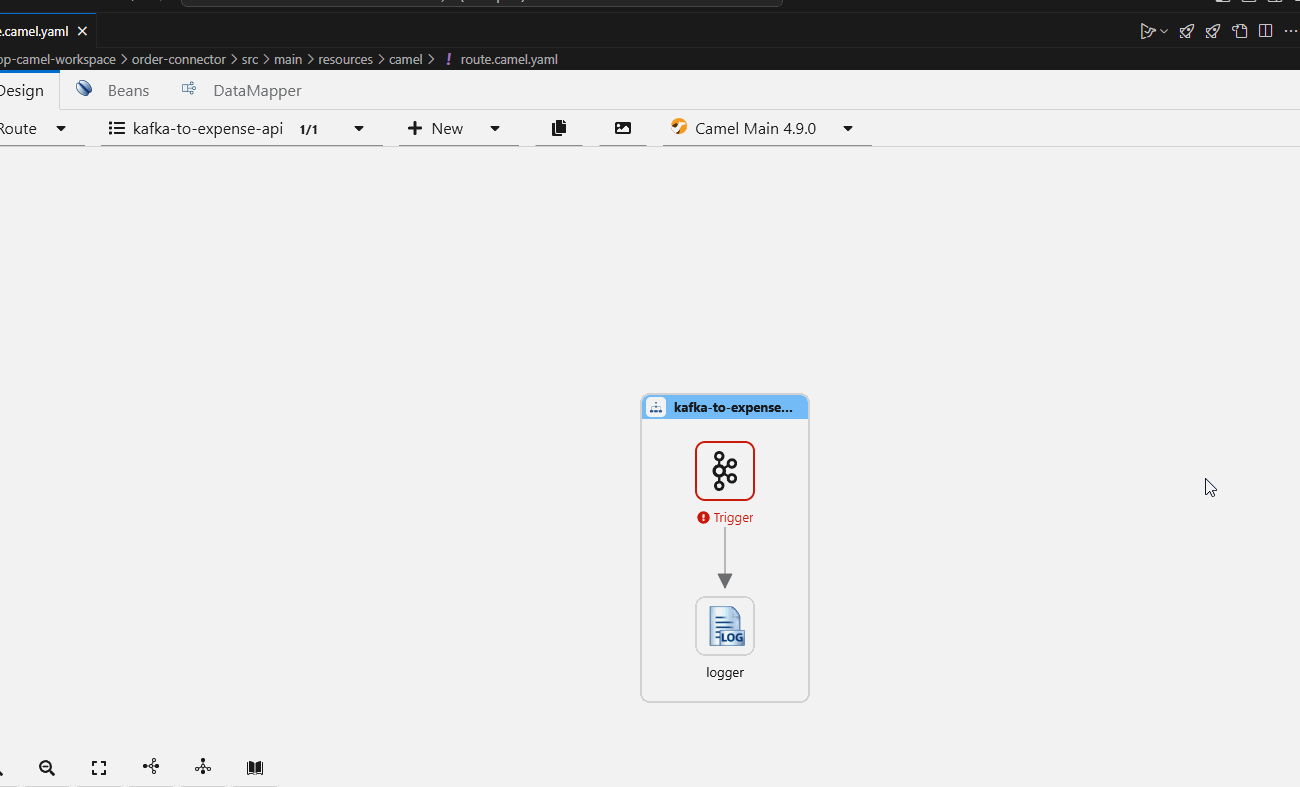 e.camel.yaml
op-camel-workspace > order-connector > src > main > resources > camel > ! route.camel.yaml
Design Beans DataMapper
Route kafka-to-expense-api 1/1 New Camel Main 4.9.0
kafka-to-expense...
Trigger
LOG
logger